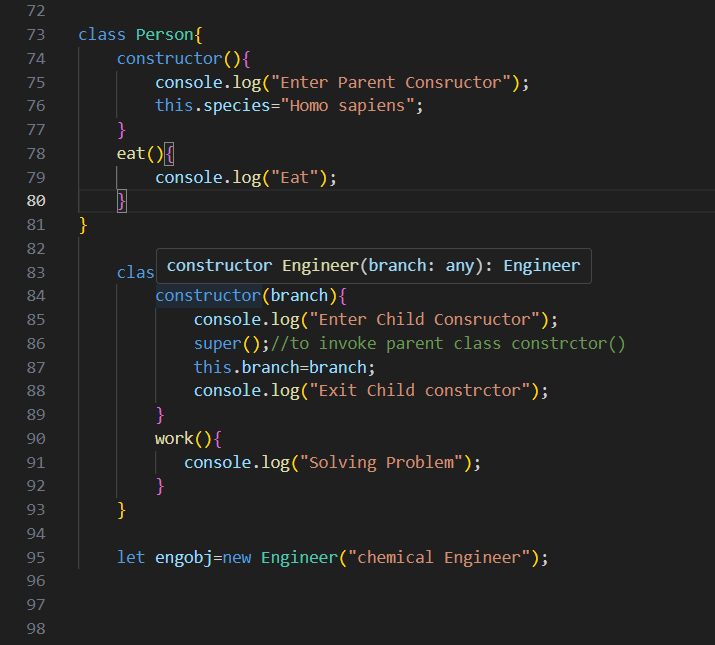 72
73 class Person{
74 constructor(){
75 console.log("Enter Parent Consructor");
76 this.species="Homo sapiens";
77 }
78 eat(){
79 console.log("Eat");
80 }
81 }
82
constructor Engineer(branch: any): Engineer
83 clas
84 constructor(branch){
85 console.log("Enter Child Consructor");
86 super();//to invoke parent class constrctor()
87 this.branch=branch;
88 console.log("Exit Child constrctor");
89 }
90 work(){
91 console.log("Solving Problem");
92 }
93 }
94
95 let engobj=new Engineer("chemical Engineer");
96
97
98